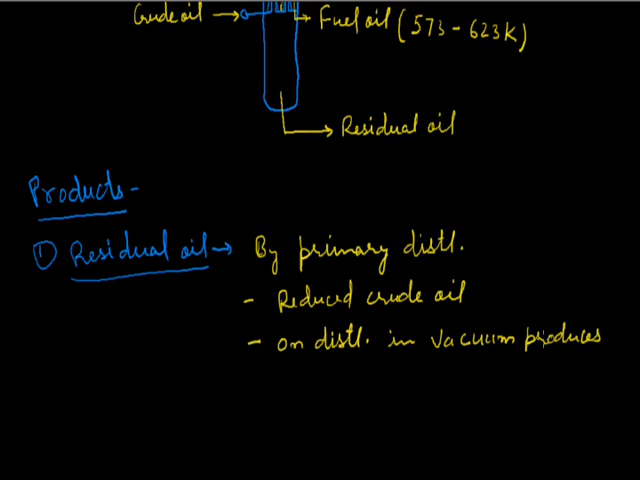 Crude oil → Fuel oil (573 - 623K)
→ Residual oil
Products -
① Residual oil → By primary distl.
- Reduced crude oil
- On distl. in vacuum produces